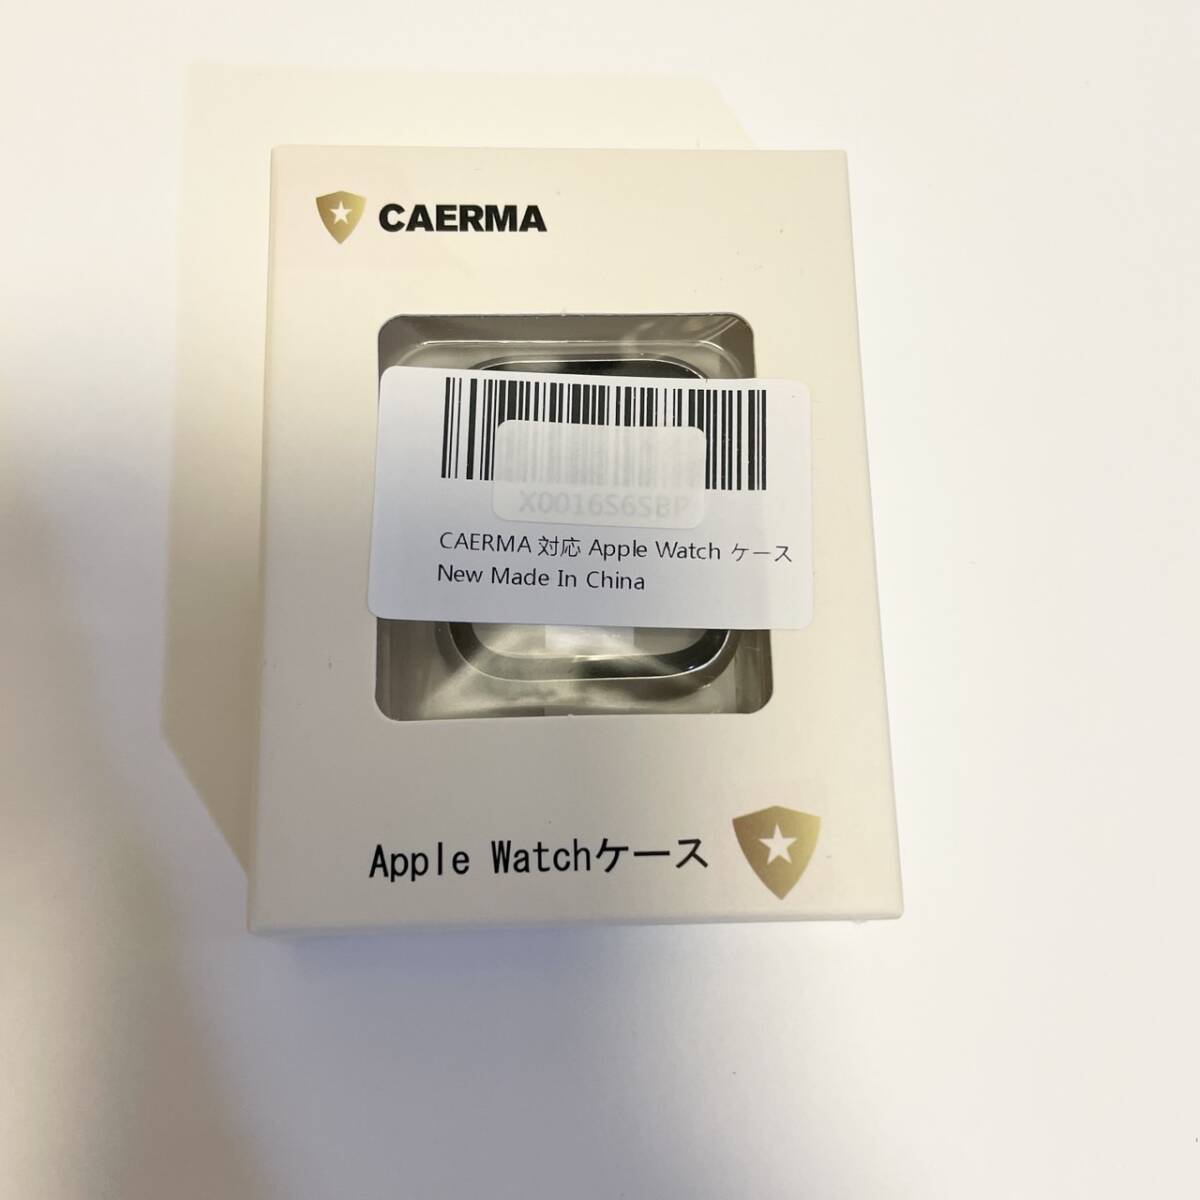 CAERMA
X0016S6SBP
CAERMA 対応 Apple Watch ケース
New Made In China
Apple Watchケース